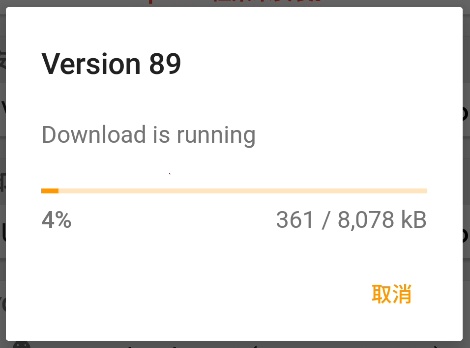 Version 89
Download is running
4%
361 / 8,078 kB
取消